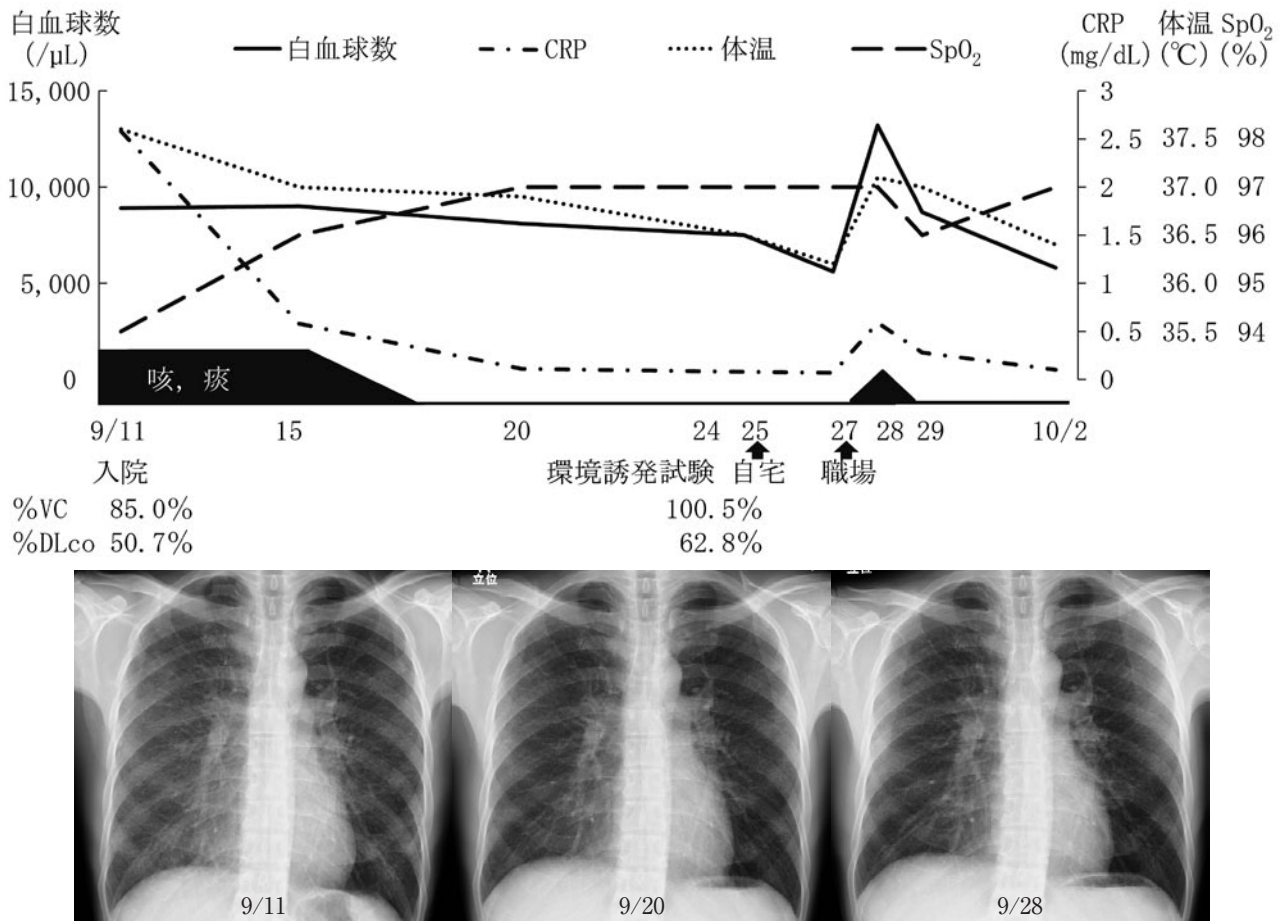 白血球数 CRP 体温 SpO₂
(/μL) 白血球数 CRP 体温 SpO₂ (mg/dL) (℃) (%)
15,000 3
2.5 37.5 98
10,000 2 37.0 97
1.5 36.5 96
5,000 1 36.0 95
0.5 35.5 94
0 咳，痰 0
9/11 15 20 24 25 27 28 29 10/2
入院 環境誘発試験 自宅 職場
%VC 85.0% 100.5%
%DLco 50.7% 62.8%
立位 立位
9/11 9/20 9/28